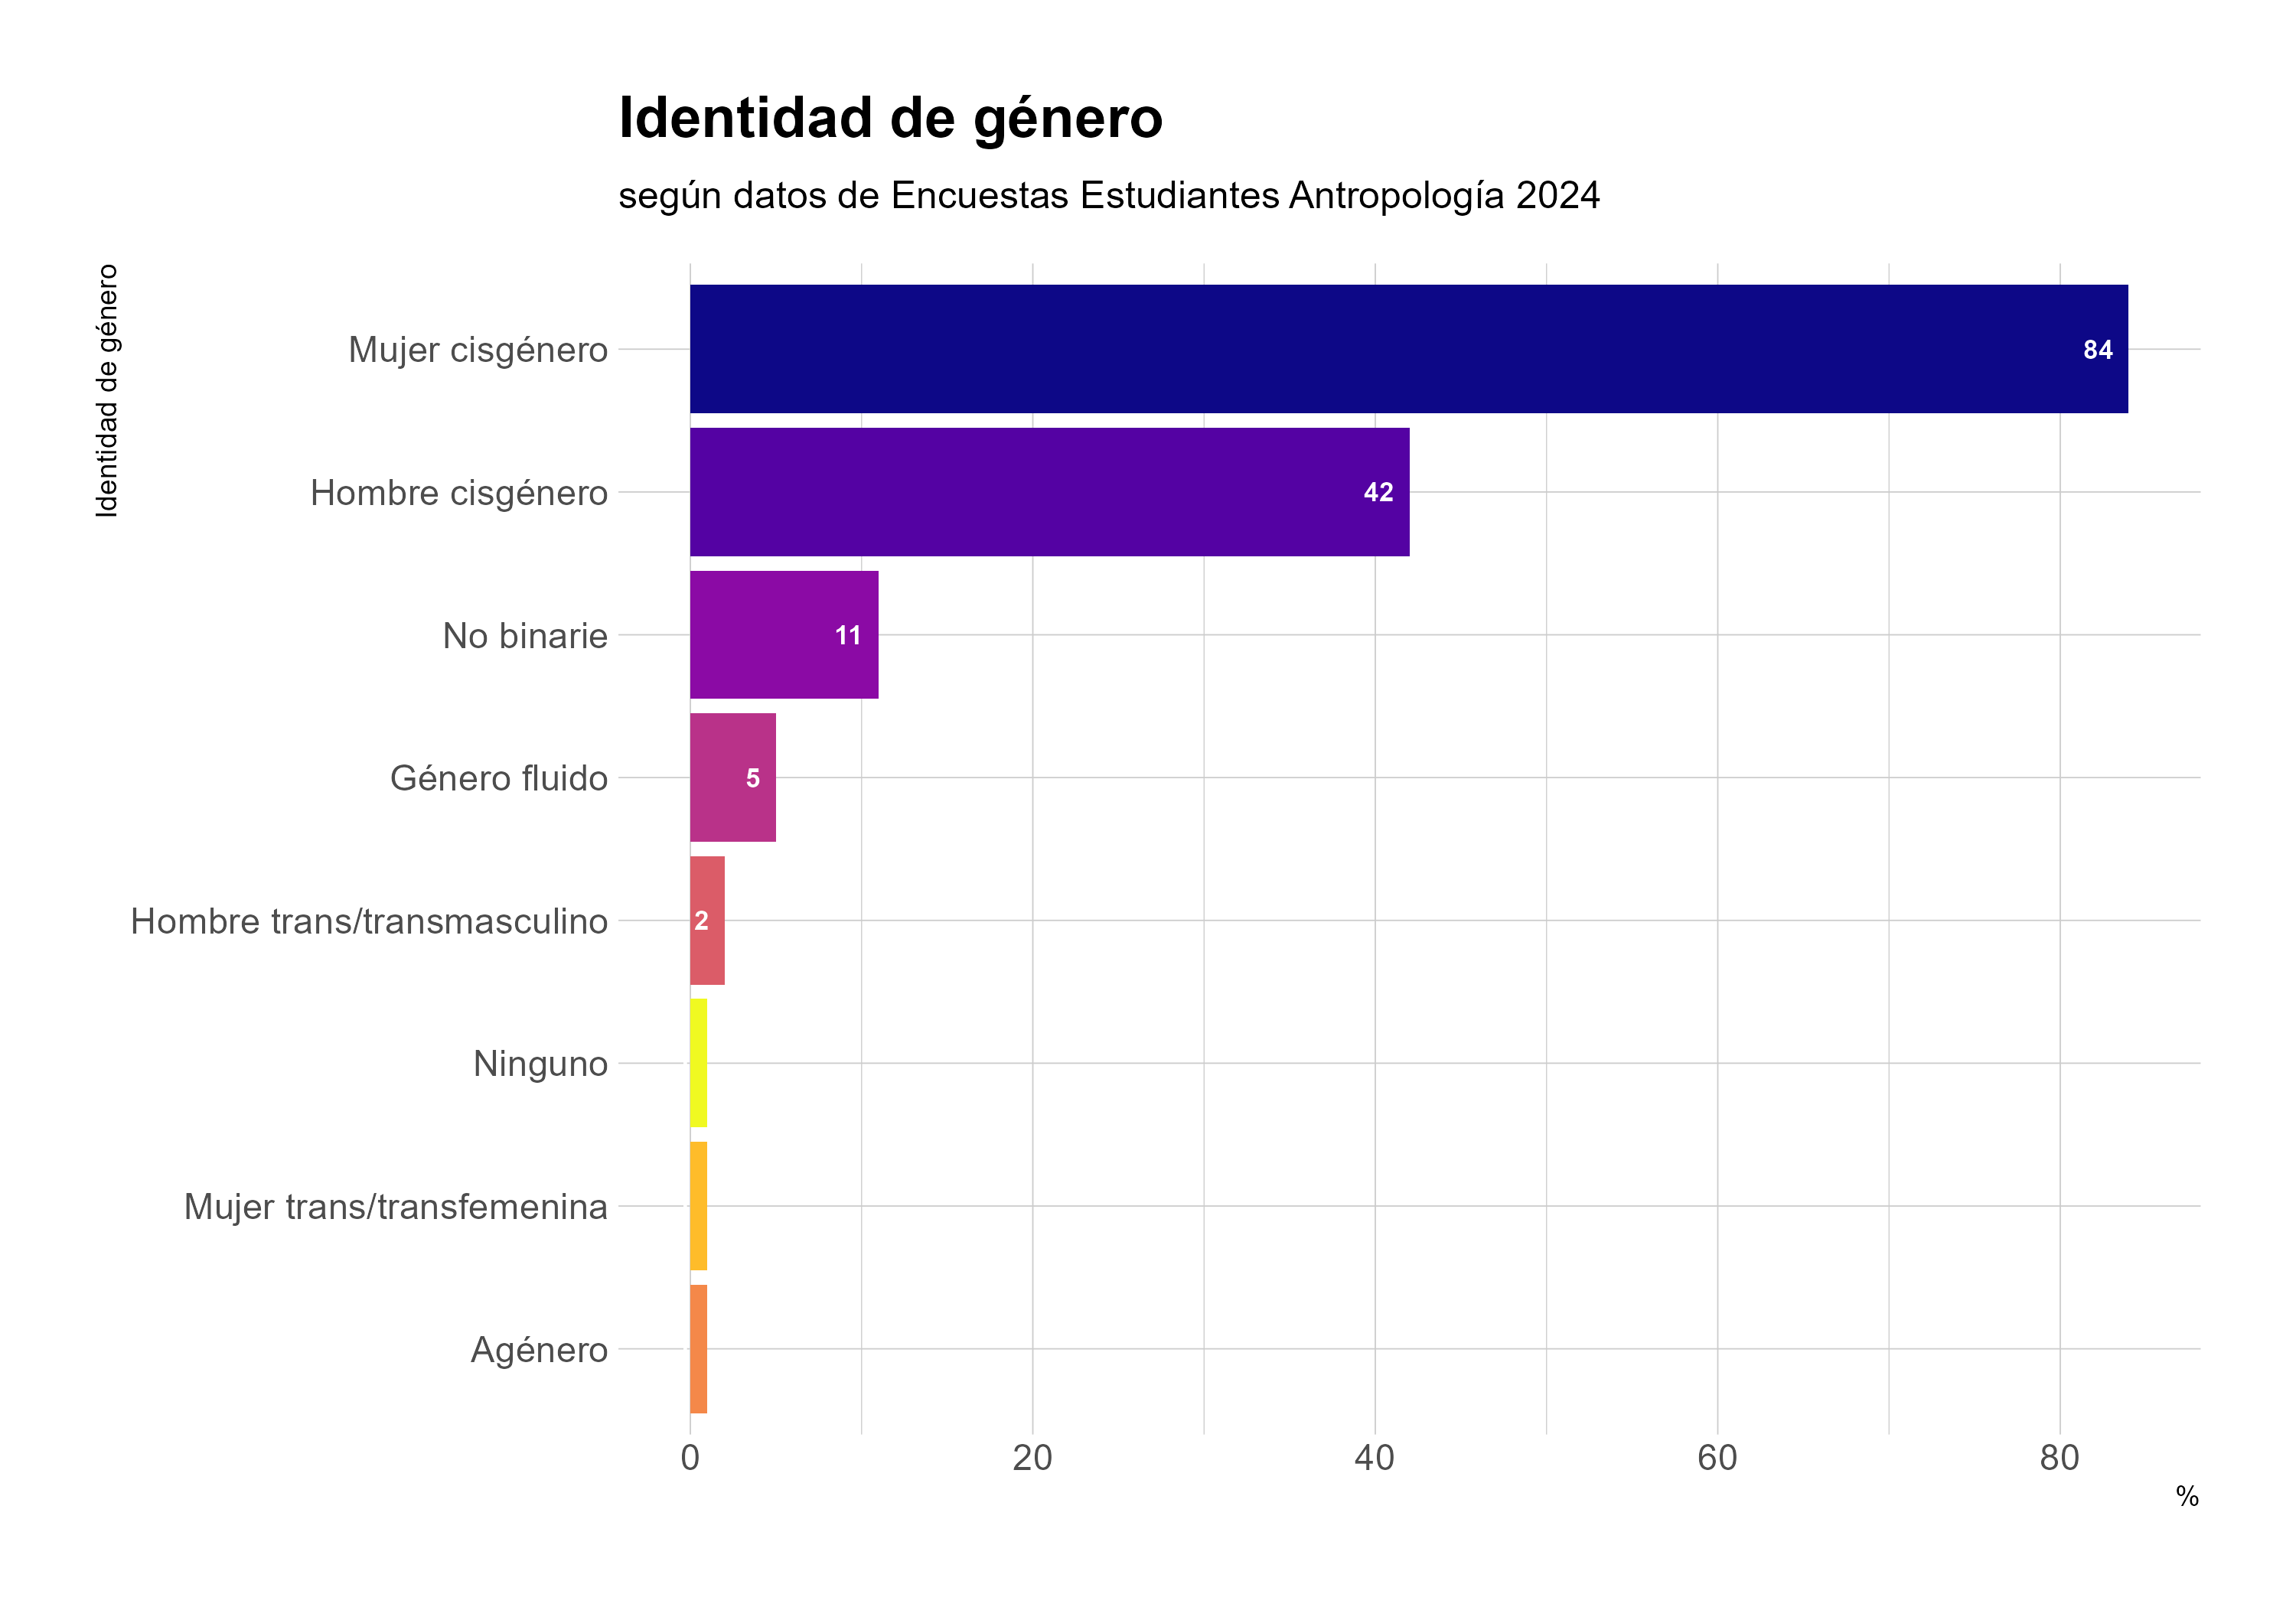 Identidad de género
según datos de Encuestas Estudiantes Antropología 2024
Identidad de género
Mujer cisgénero
84
Hombre cisgénero
42
No binarie
11
Género fluido
5
Hombre trans/transmasculino
2
Ninguno
Mujer trans/transfemenina
Agénero
0 20 40 60 80
%